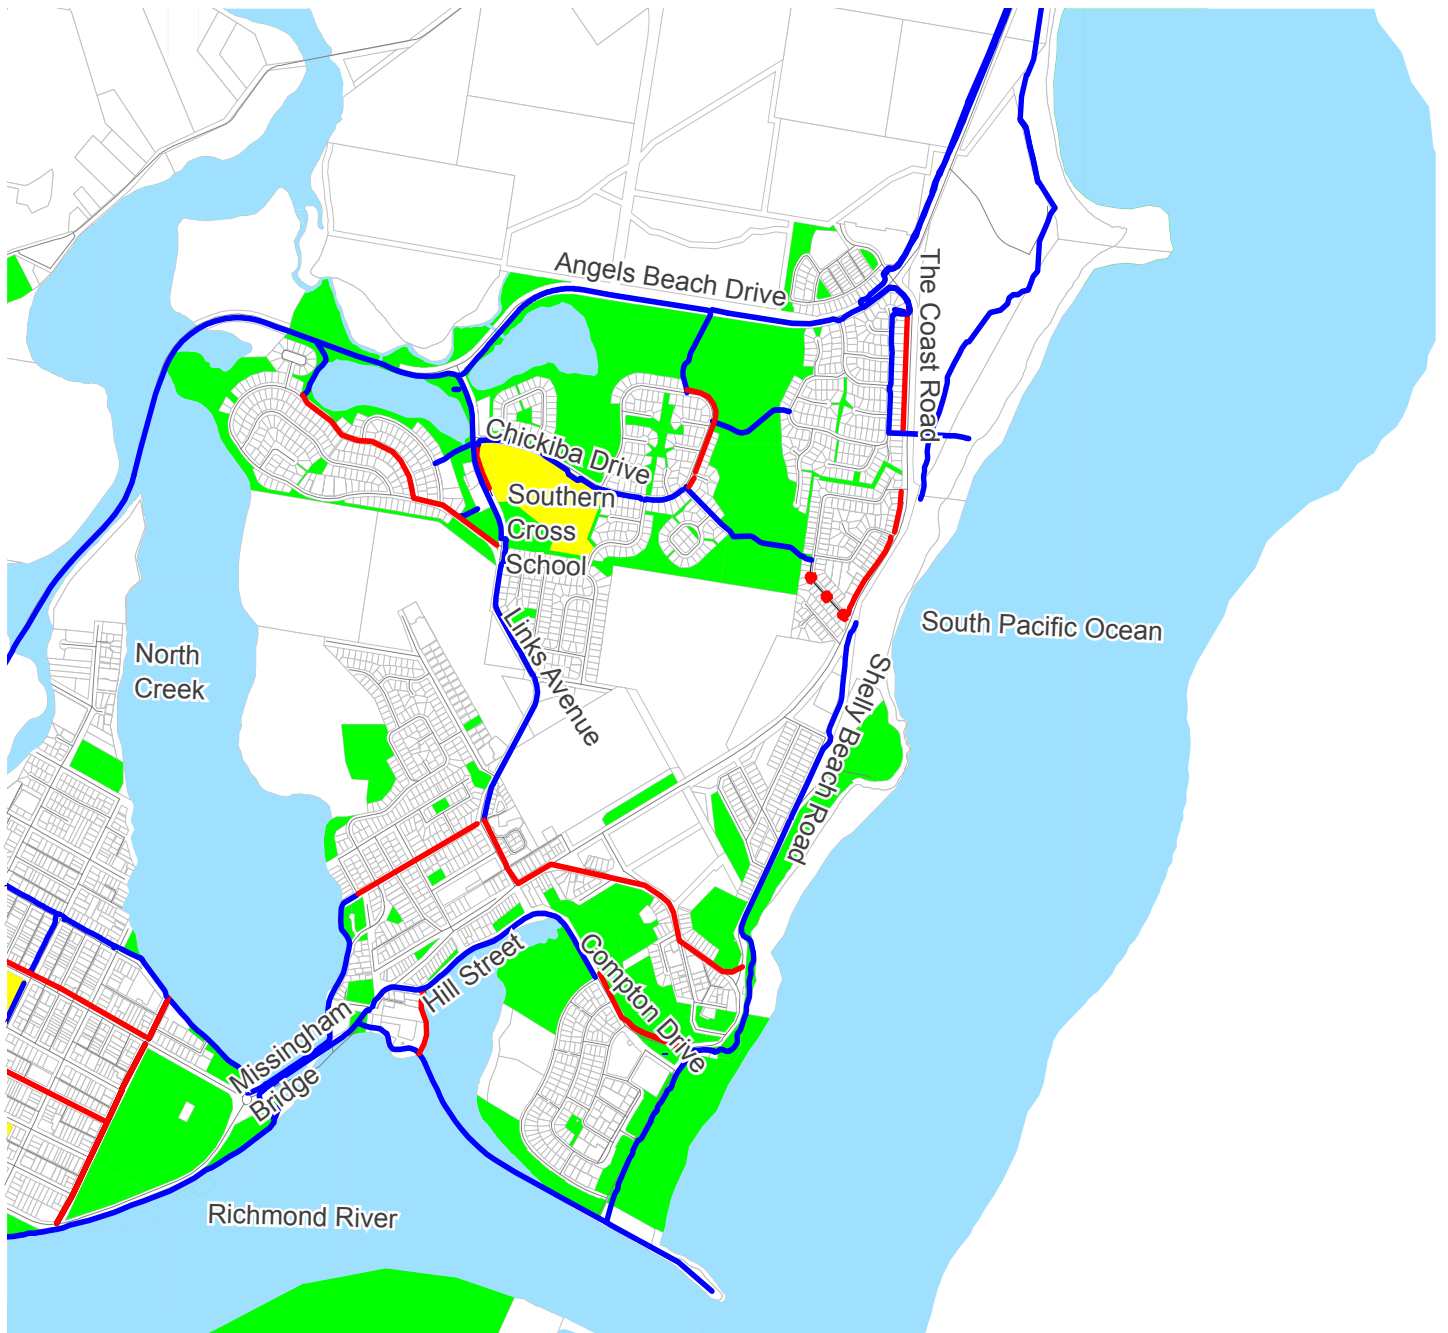 Angels Beach Drive
The Coast Road
Chickiba Drive
Southern
Cross
School
Links Avenue
South Pacific Ocean
North
Creek
Shelly Beach Road
Hill Street
Compton Drive
Missingham
Bridge
Richmond River